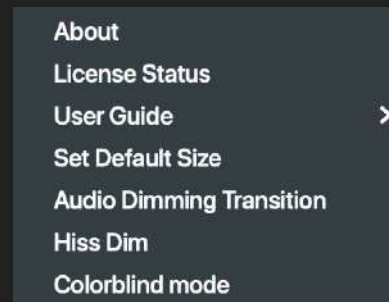 About
License Status
User Guide
Set Default Size
Audio Dimming Transition
Hiss Dim
Colorblind mode